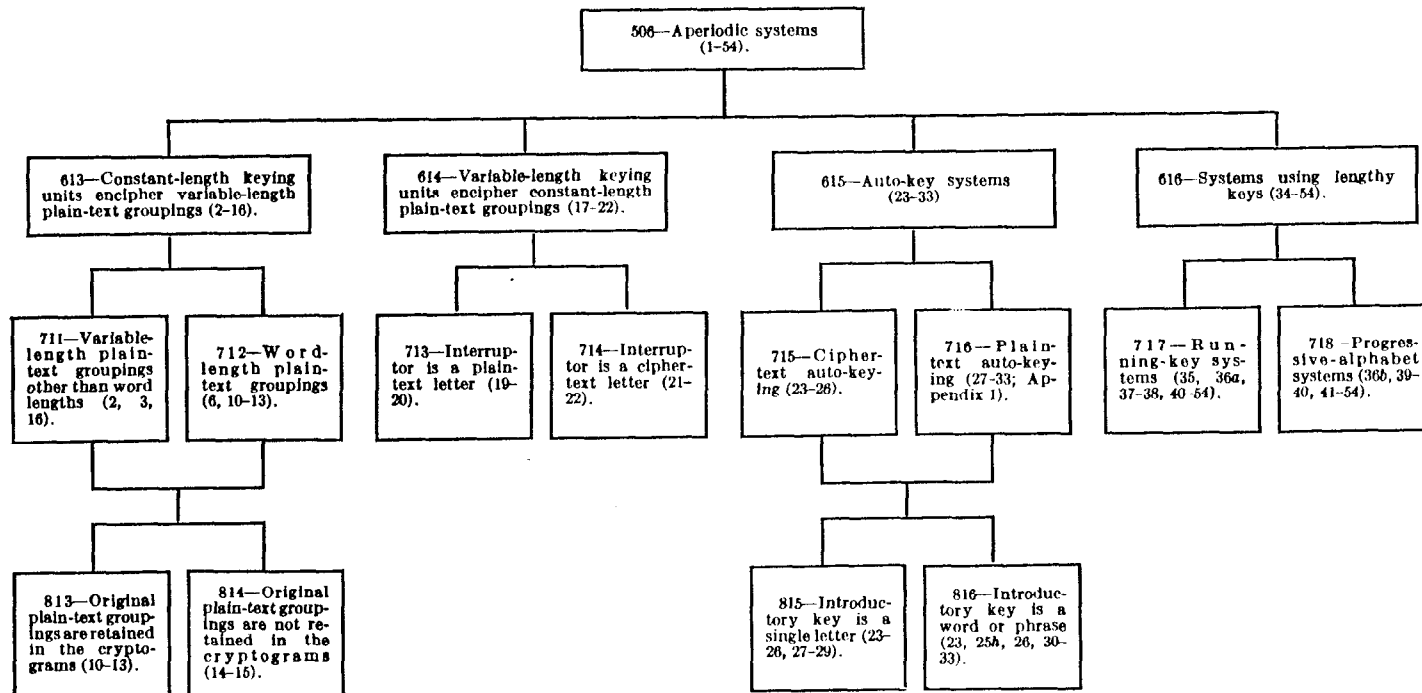 506—Aperiodic systems
(1-54).
613—Constant-length keying
units encipher variable-length
plain-text groupings (2-16).
614—Variable-length keying
units encipher constant-length
plain-text groupings (17-22).
615—Auto-key systems
(23-33)
616—Systems using lengthy
keys (34-54).
711—Variable-
length plain-
text groupings
other than word
lengths (2, 3,
16).
712—Word-
length plain-
text groupings
(6, 10-13).
713—Interrup-
tor is a plain-
text letter (19-
20).
714—Interrup-
tor is a cipher-
text letter (21-
22).
715—Cipher-
text auto-key-
ing (23-26).
716—Plain-
text auto-key-
ing (27-33; Ap-
pendix 1).
717—Run-
ning-key sys-
tems (35, 36a,
37-38, 40-54).
718—Progres-
sive-alphabet
systems (36b, 39-
40, 41-54).
813—Original
plain-text group-
ings are retained
in the crypto-
grams (10-13).
814—Original
plain-text group-
ings are not re-
tained in the
cryptograms
(14-15).
815—Introduc-
tory key is a
single letter (23-
26, 27-29).
816—Introduc-
tory key is a
word or phrase
(23, 25h, 26, 30-
33).